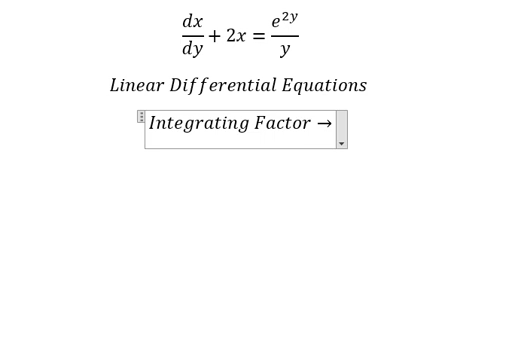 dx/dy + 2x = e^{2y}/y
Linear Differential Equations
Integrating Factor →